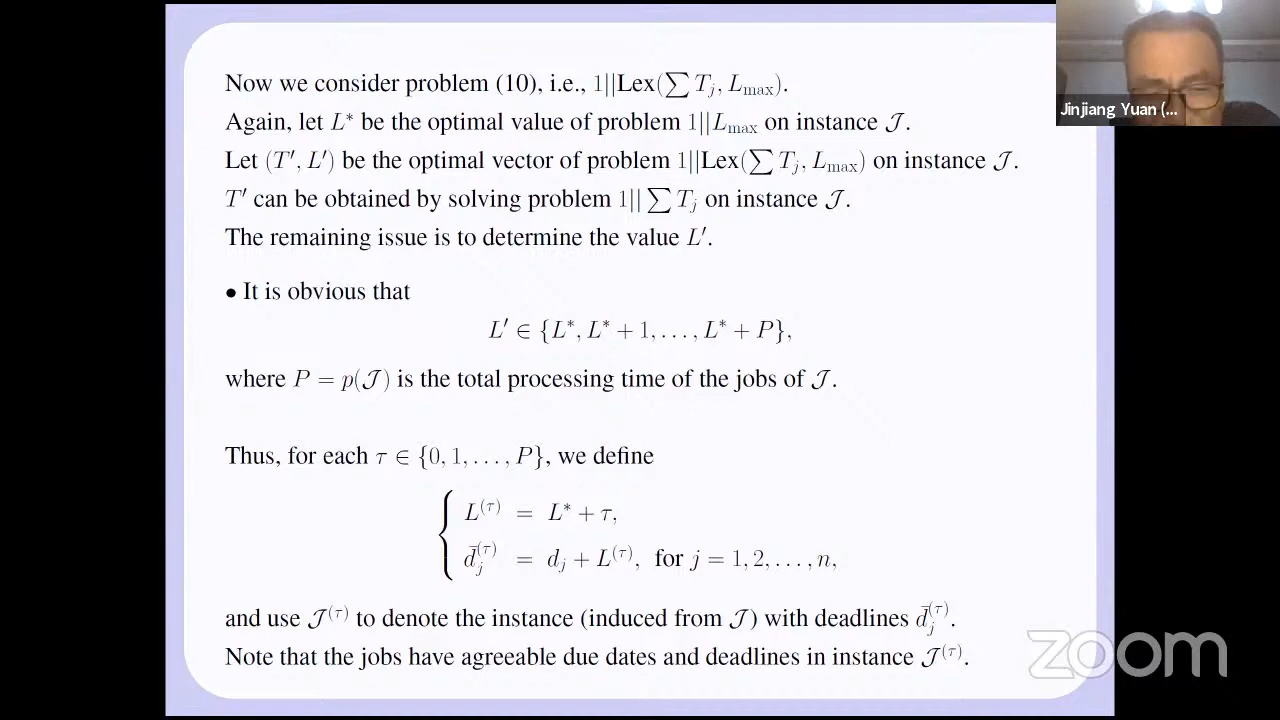 Now we consider problem (10), i.e., 1||Lex(∑ T_j, L_max).
Again, let L* be the optimal value of problem 1||L_max on instance 𝒥.
Let (T′, L′) be the optimal vector of problem 1||Lex(∑ T_j, L_max) on instance 𝒥.
T′ can be obtained by solving problem 1|| ∑ T_j on instance 𝒥.
The remaining issue is to determine the value L′.
• It is obvious that
L′ ∈ {L*, L* + 1, . . . , L* + P},
where P = p(𝒥) is the total processing time of the jobs of 𝒥.
Thus, for each τ ∈ {0, 1, . . . , P}, we define
L^(τ) = L* + τ,
d̄_j^(τ) = d_j + L^(τ), for j = 1, 2, . . . , n,
and use 𝒥^(τ) to denote the instance (induced from 𝒥) with deadlines d̄_j^(τ).
Note that the jobs have agreeable due dates and deadlines in instance 𝒥^(τ).
Jinjiang Yuan (...
zoom